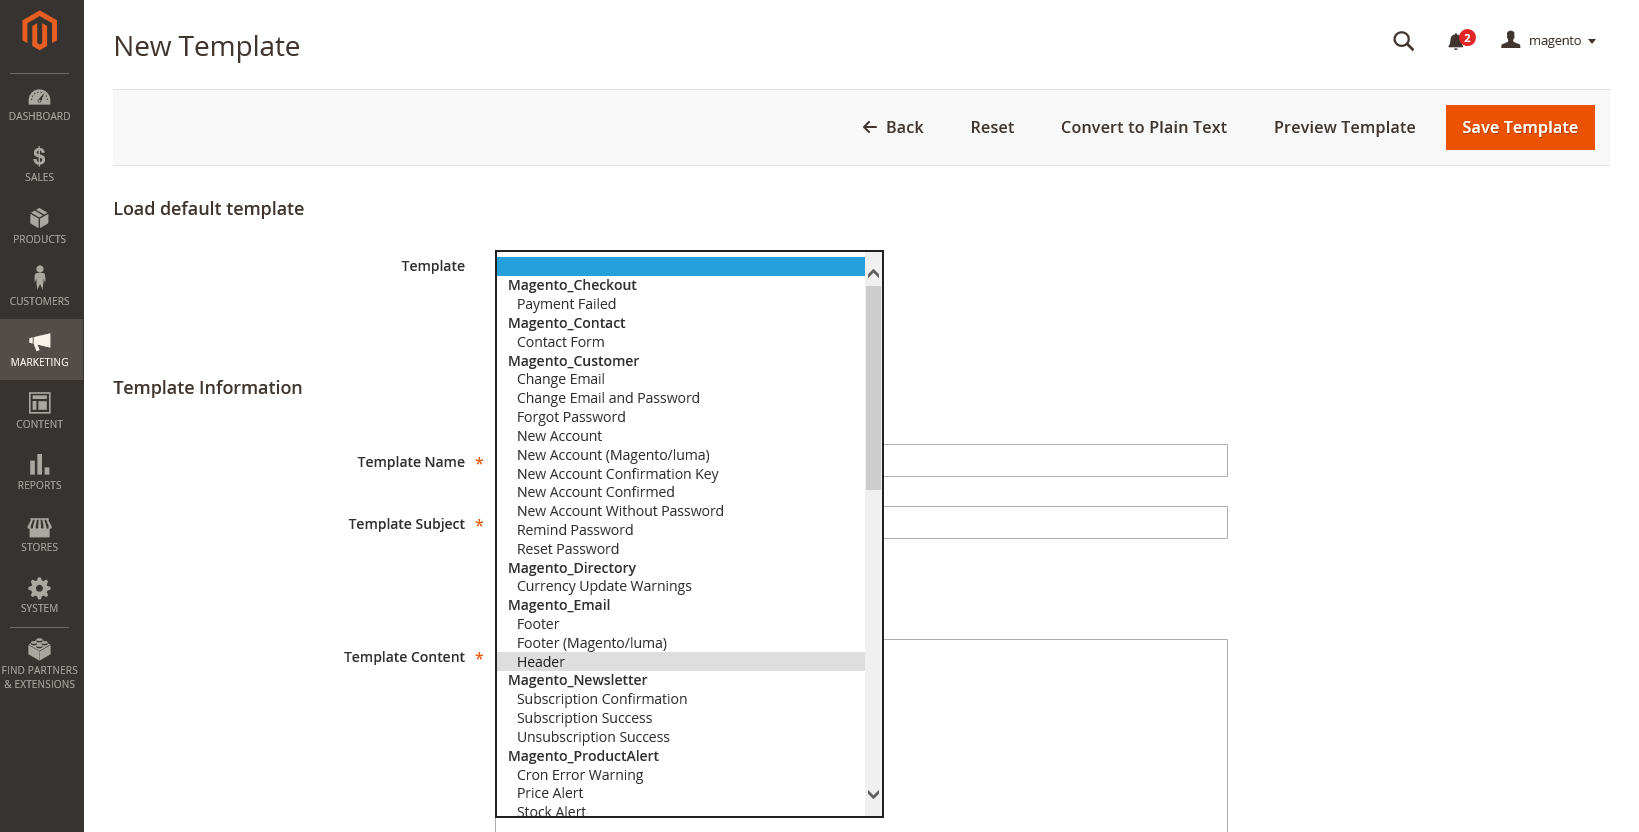 New Template
2
magento
DASHBOARD
SALES
PRODUCTS
CUSTOMERS
MARKETING
CONTENT
REPORTS
STORES
SYSTEM
FIND PARTNERS
& EXTENSIONS
Back
Reset
Convert to Plain Text
Preview Template
Save Template
Load default template
Template
Magento_Checkout
Payment Failed
Magento_Contact
Contact Form
Magento_Customer
Change Email
Change Email and Password
Forgot Password
New Account
New Account (Magento/luma)
New Account Confirmation Key
New Account Confirmed
New Account Without Password
Remind Password
Reset Password
Magento_Directory
Currency Update Warnings
Magento_Email
Footer
Footer (Magento/luma)
Header
Magento_Newsletter
Subscription Confirmation
Subscription Success
Unsubscription Success
Magento_ProductAlert
Cron Error Warning
Price Alert
Stock Alert
Template Information
Template Name *
Template Subject *
Template Content *